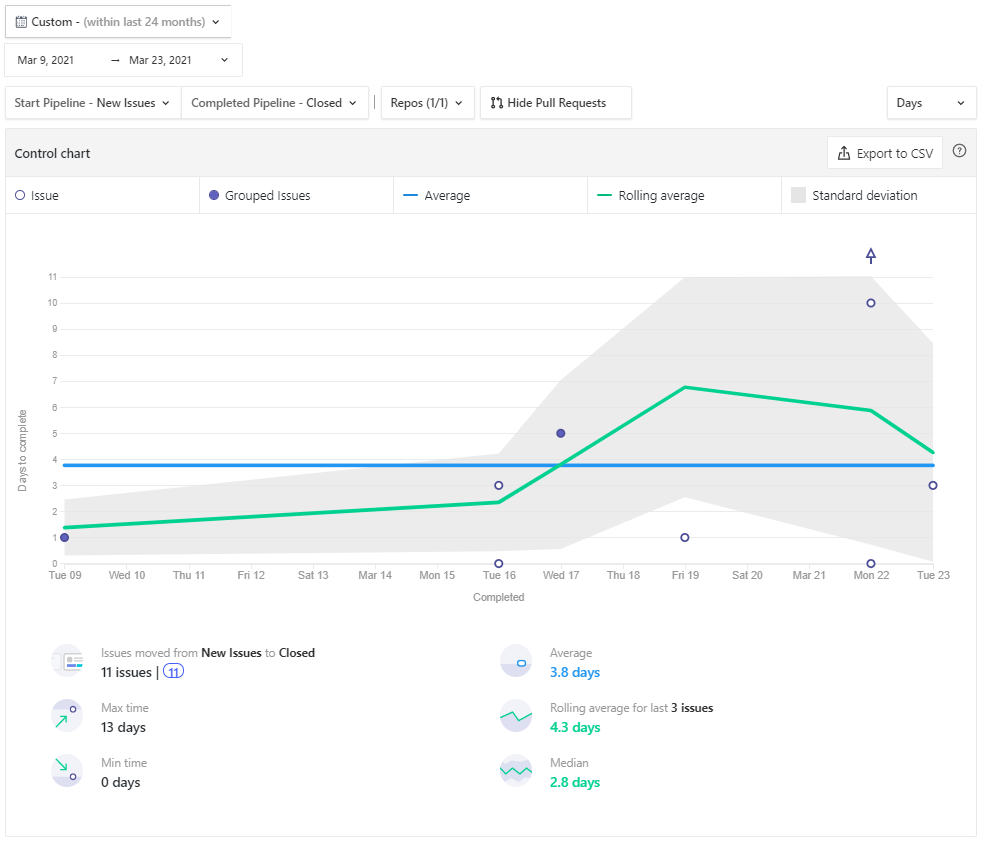 Custom - (within last 24 months)
Mar 9, 2021 → Mar 23, 2021
Start Pipeline - New Issues Completed Pipeline - Closed | Repos (1/1) Hide Pull Requests Days
Control chart Export to CSV ?
Issue Grouped Issues Average Rolling average Standard deviation
11
10
9
8
7
6
5
4
3
2
1
0
Days to complete
Tue 09 Wed 10 Thu 11 Fri 12 Sat 13 Mar 14 Mon 15 Tue 16 Wed 17 Thu 18 Fri 19 Sat 20 Mar 21 Mon 22 Tue 23
Completed
Issues moved from New Issues to Closed
11 issues | 11
Average
3.8 days
Max time
13 days
Rolling average for last 3 issues
4.3 days
Min time
0 days
Median
2.8 days